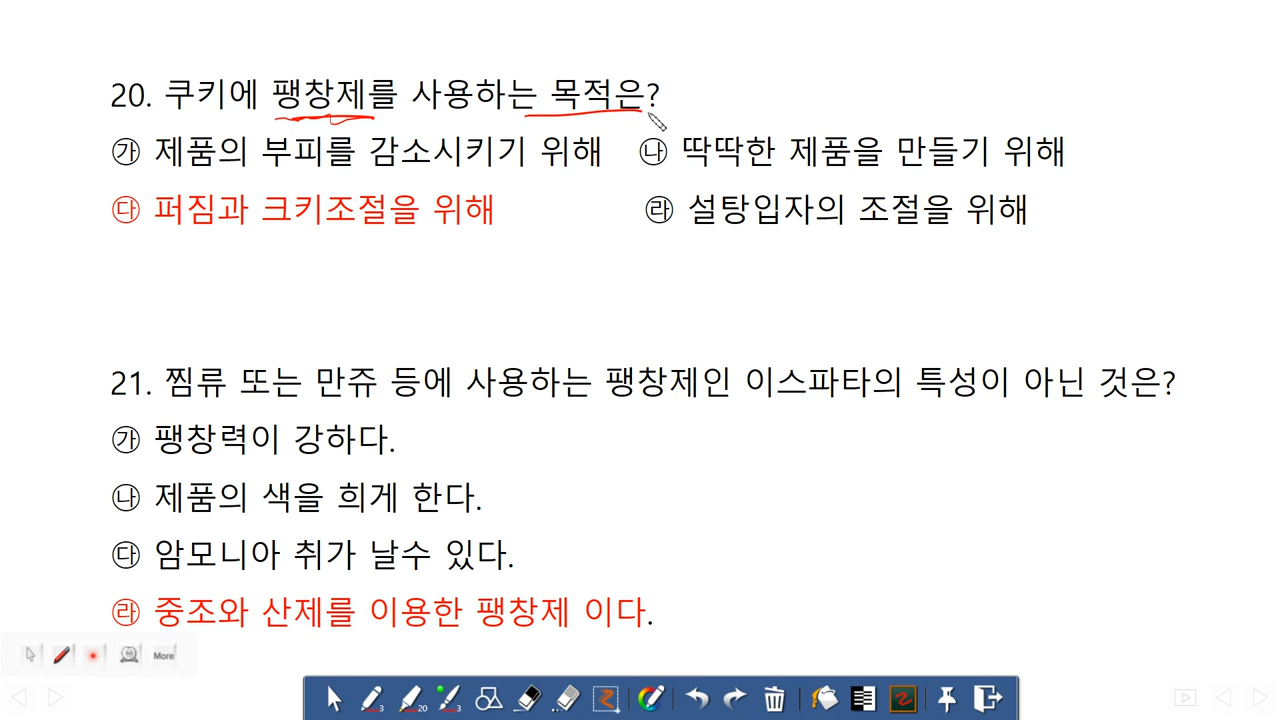 20. 쿠키에 팽창제를 사용하는 목적은?
㉮ 제품의 부피를 감소시키기 위해 ㉯ 딱딱한 제품을 만들기 위해
㉰ 퍼짐과 크키조절을 위해 ㉱ 설탕입자의 조절을 위해
21. 찜류 또는 만쥬 등에 사용하는 팽창제인 이스파타의 특성이 아닌 것은?
㉮ 팽창력이 강하다.
㉯ 제품의 색을 희게 한다.
㉰ 암모니아 취가 날수 있다.
㉱ 중조와 산제를 이용한 팽창제 이다.
More
3 20 3